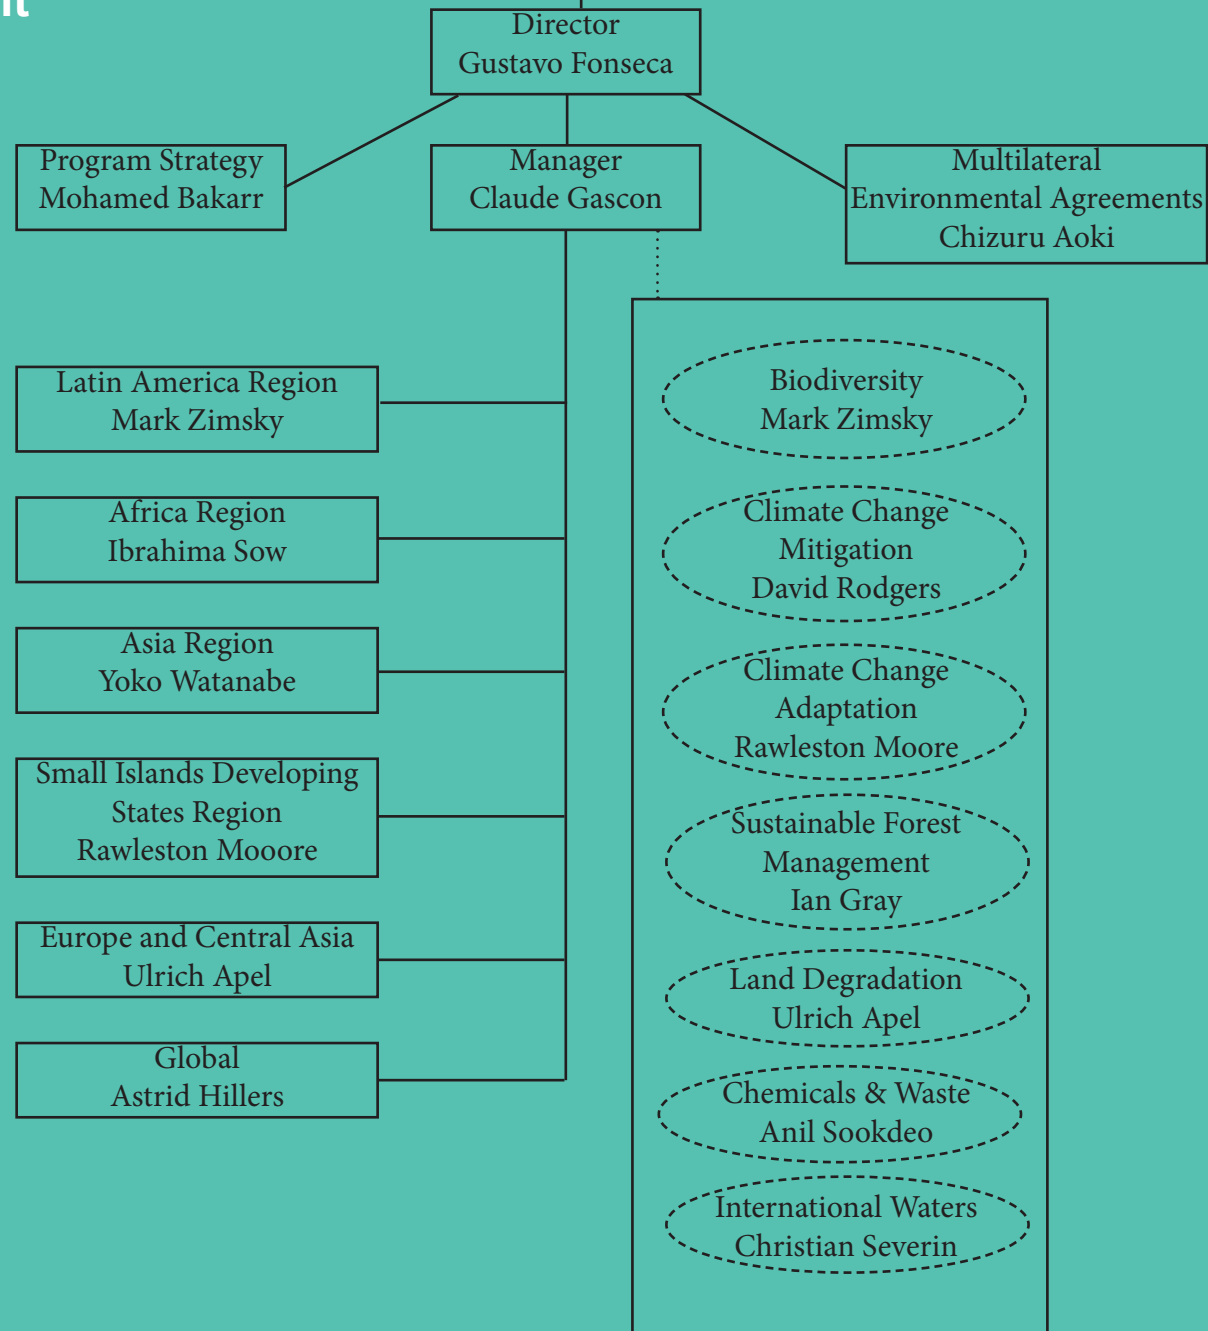 it
Director
Gustavo Fonseca
Program Strategy
Mohamed Bakarr
Manager
Claude Gascon
Multilateral
Environmental Agreements
Chizuru Aoki
Latin America Region
Mark Zimsky
Africa Region
Ibrahima Sow
Asia Region
Yoko Watanabe
Small Islands Developing
States Region
Rawleston Mooore
Europe and Central Asia
Ulrich Apel
Global
Astrid Hillers
Biodiversity
Mark Zimsky
Climate Change
Mitigation
David Rodgers
Climate Change
Adaptation
Rawleston Moore
Sustainable Forest
Management
Ian Gray
Land Degradation
Ulrich Apel
Chemicals & Waste
Anil Sookdeo
International Waters
Christian Severin